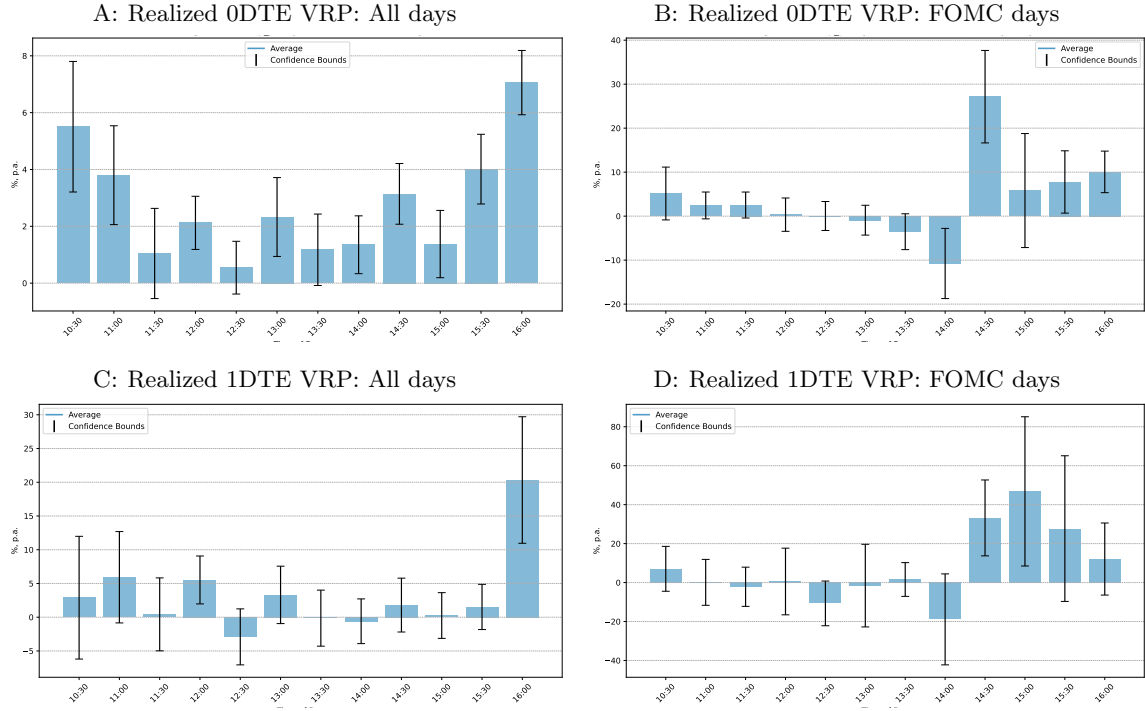 A: Realized 0DTE VRP: All days
Average
Confidence Bounds
%, p.a.
8
6
4
2
0
10:30 11:00 11:30 12:00 12:30 13:00 13:30 14:00 14:30 15:00 15:30 16:00
B: Realized 0DTE VRP: FOMC days
Average
Confidence Bounds
%, p.a.
40
30
20
10
0
−10
−20
10:30 11:00 11:30 12:00 12:30 13:00 13:30 14:00 14:30 15:00 15:30 16:00
C: Realized 1DTE VRP: All days
Average
Confidence Bounds
%, p.a.
30
25
20
15
10
5
0
−5
10:30 11:00 11:30 12:00 12:30 13:00 13:30 14:00 14:30 15:00 15:30 16:00
D: Realized 1DTE VRP: FOMC days
Average
Confidence Bounds
%, p.a.
80
60
40
20
0
−20
−40
10:30 11:00 11:30 12:00 12:30 13:00 13:30 14:00 14:30 15:00 15:30 16:00